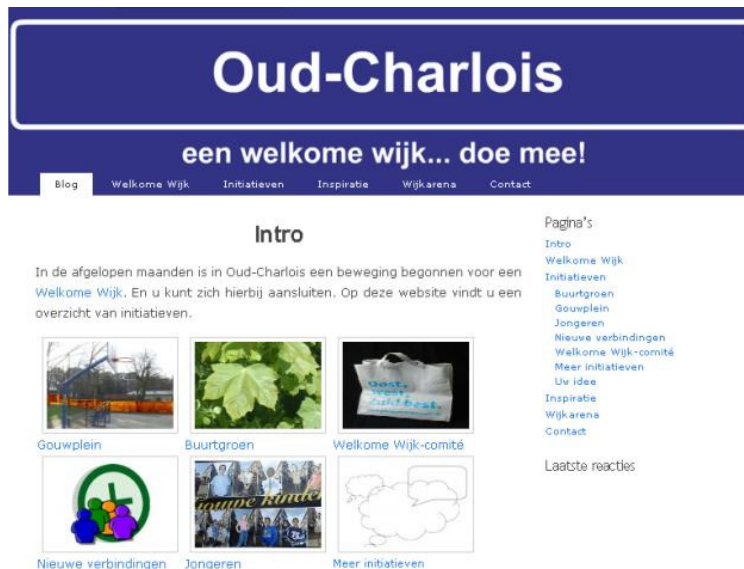 Oud-Charlois
een welkome wijk... doe mee!
Blog Welkome Wijk Initiatieven Inspiratie Wijkarena Contact
Intro
In de afgelopen maanden is in Oud-Charlois een beweging begonnen voor een
Welkome Wijk. En u kunt zich hierbij aansluiten. Op deze website vindt u een
overzicht van initiatieven.
oost,
west,
best.
Gouwplein Buurtgroen Welkome Wijk-comité
Nieuwe verbindingen Jongeren Meer initiatieven
Pagina's
Intro
Welkome Wijk
Initiatieven
Buurtgroen
Gouwplein
Jongeren
Nieuwe verbindingen
Welkome Wijk-comité
Meer initiatieven
Uw idee
Inspiratie
Wijkarena
Contact
Laatste reacties